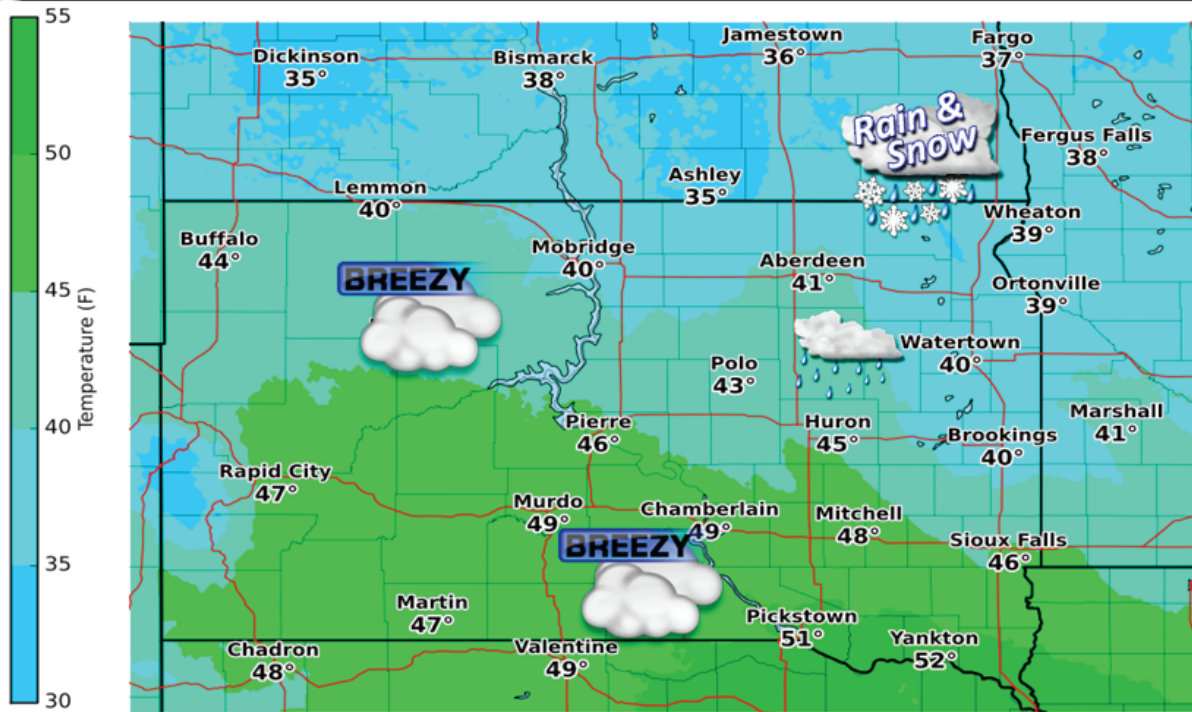 55
50
45
40
35
30
Temperature (F)
Dickinson
35°
Bismarck
38°
Jamestown
36°
Fargo
37°
Rain &
Snow
Fergus Falls
38°
Lemmon
40°
Ashley
35°
Wheaton
39°
Buffalo
44°
Mobridge
40°
Aberdeen
41°
Ortonville
39°
BREEZY
Polo
43°
Watertown
40°
Pierre
46°
Huron
45°
Brookings
40°
Marshall
41°
Rapid City
47°
Murdo
49°
Chamberlain
49°
Mitchell
48°
Sioux Falls
46°
BREEZY
Martin
47°
Pickstown
51°
Chadron
48°
Valentine
49°
Yankton
52°